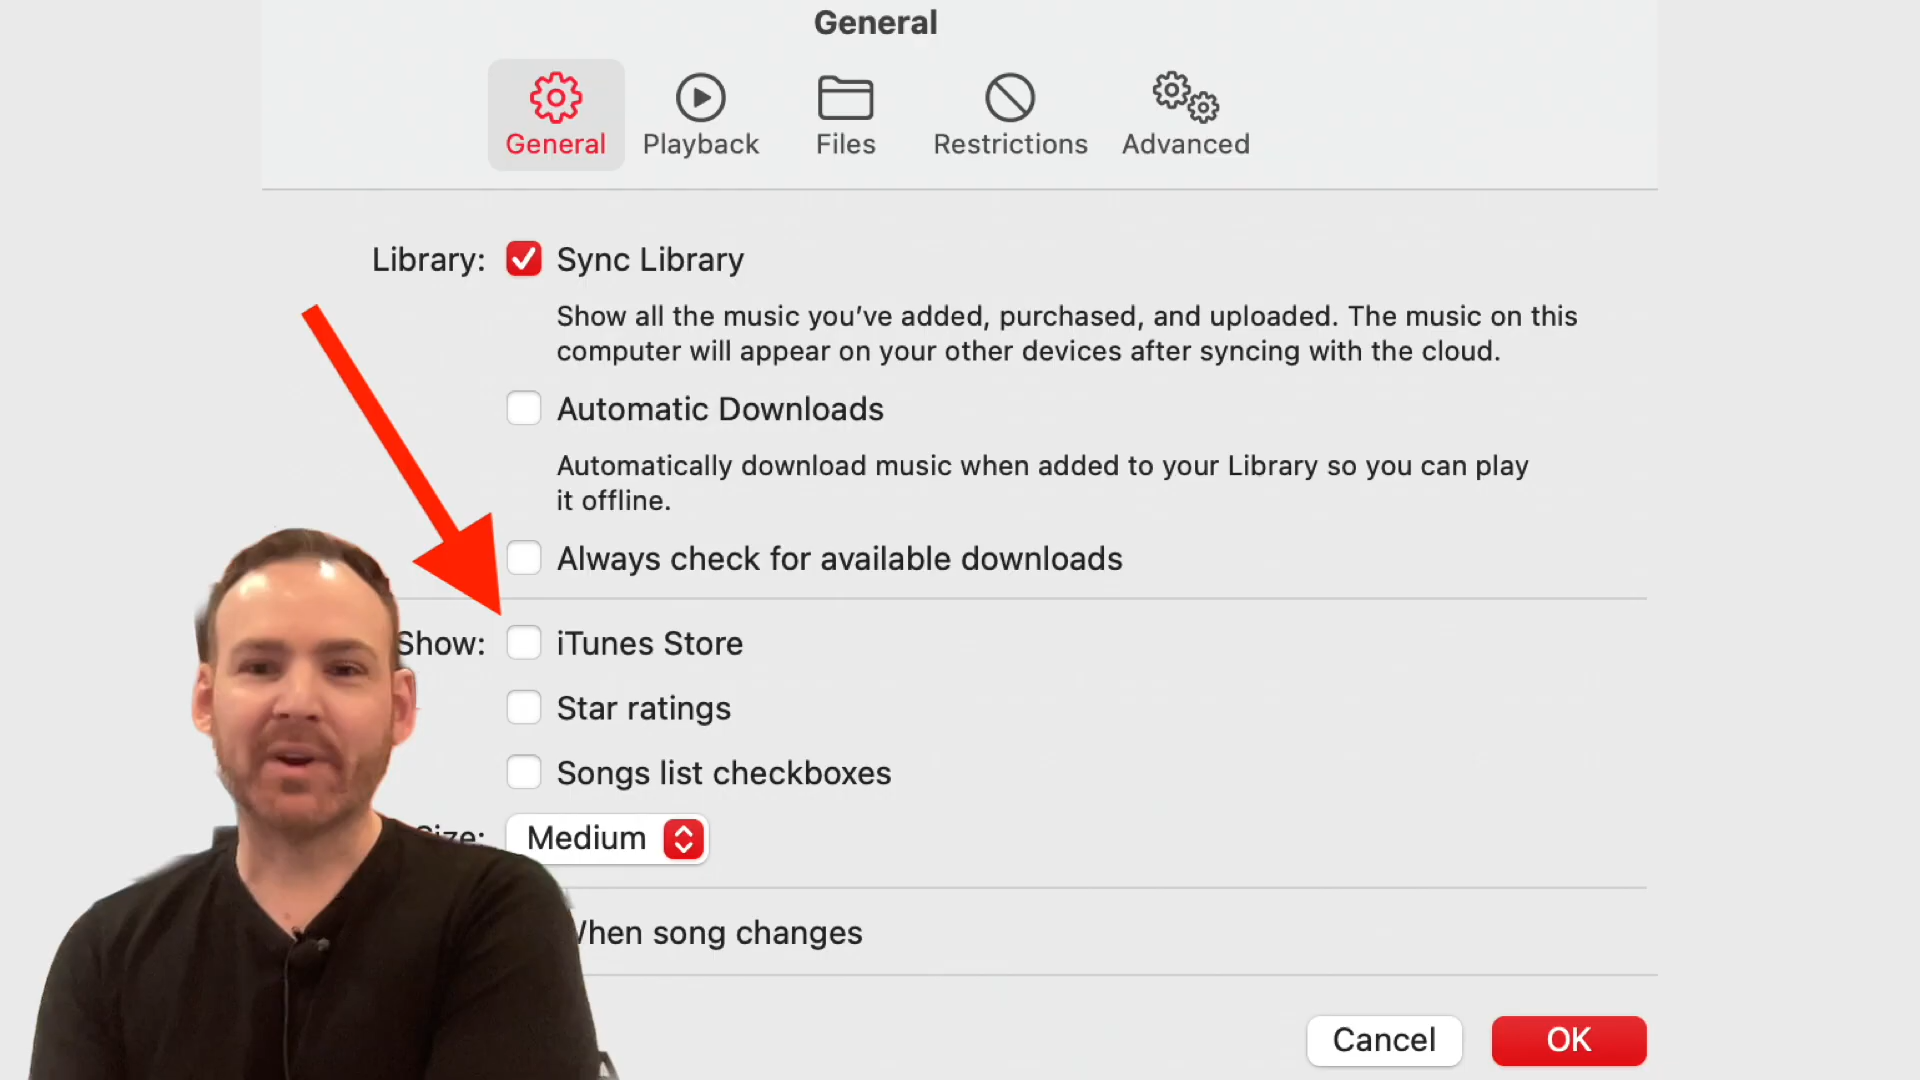 General
General Playback Files Restrictions Advanced
Library: Sync Library
Show all the music you've added, purchased, and uploaded. The music on this
computer will appear on your other devices after syncing with the cloud.
Automatic Downloads
Automatically download music when added to your Library so you can play
it offline.
Always check for available downloads
Show: iTunes Store
Star ratings
Songs list checkboxes
Size: Medium
When song changes
Cancel OK